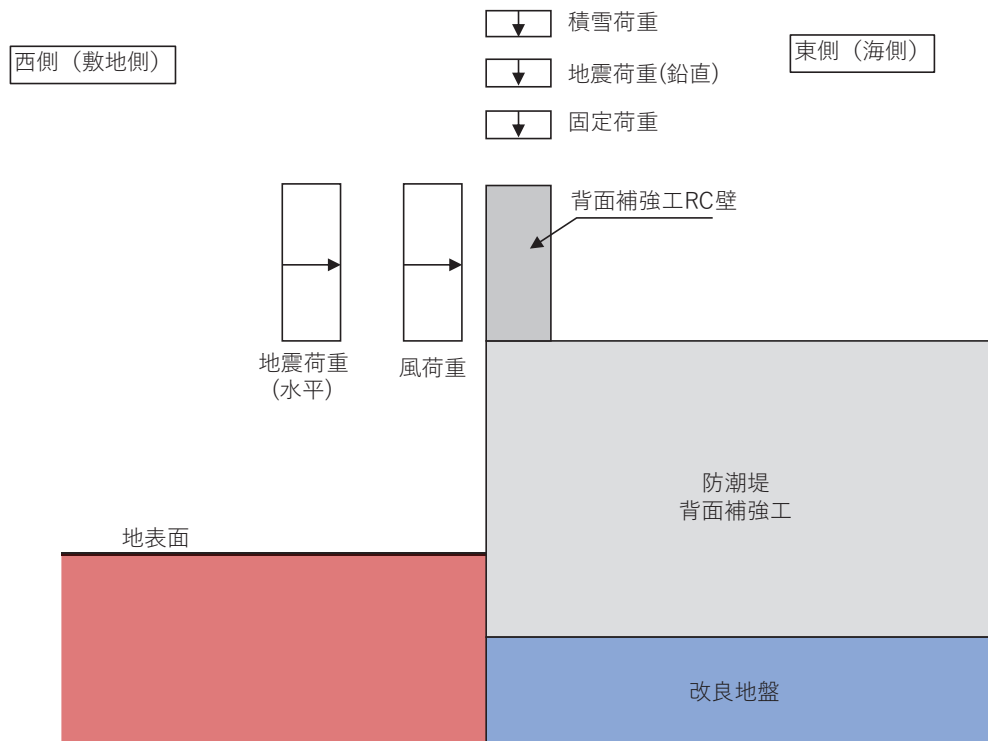 積雪荷重
西側（敷地側）
東側（海側）
地震荷重(鉛直)
固定荷重
背面補強工RC壁
地震荷重
(水平)
風荷重
防潮堤
背面補強工
地表面
改良地盤